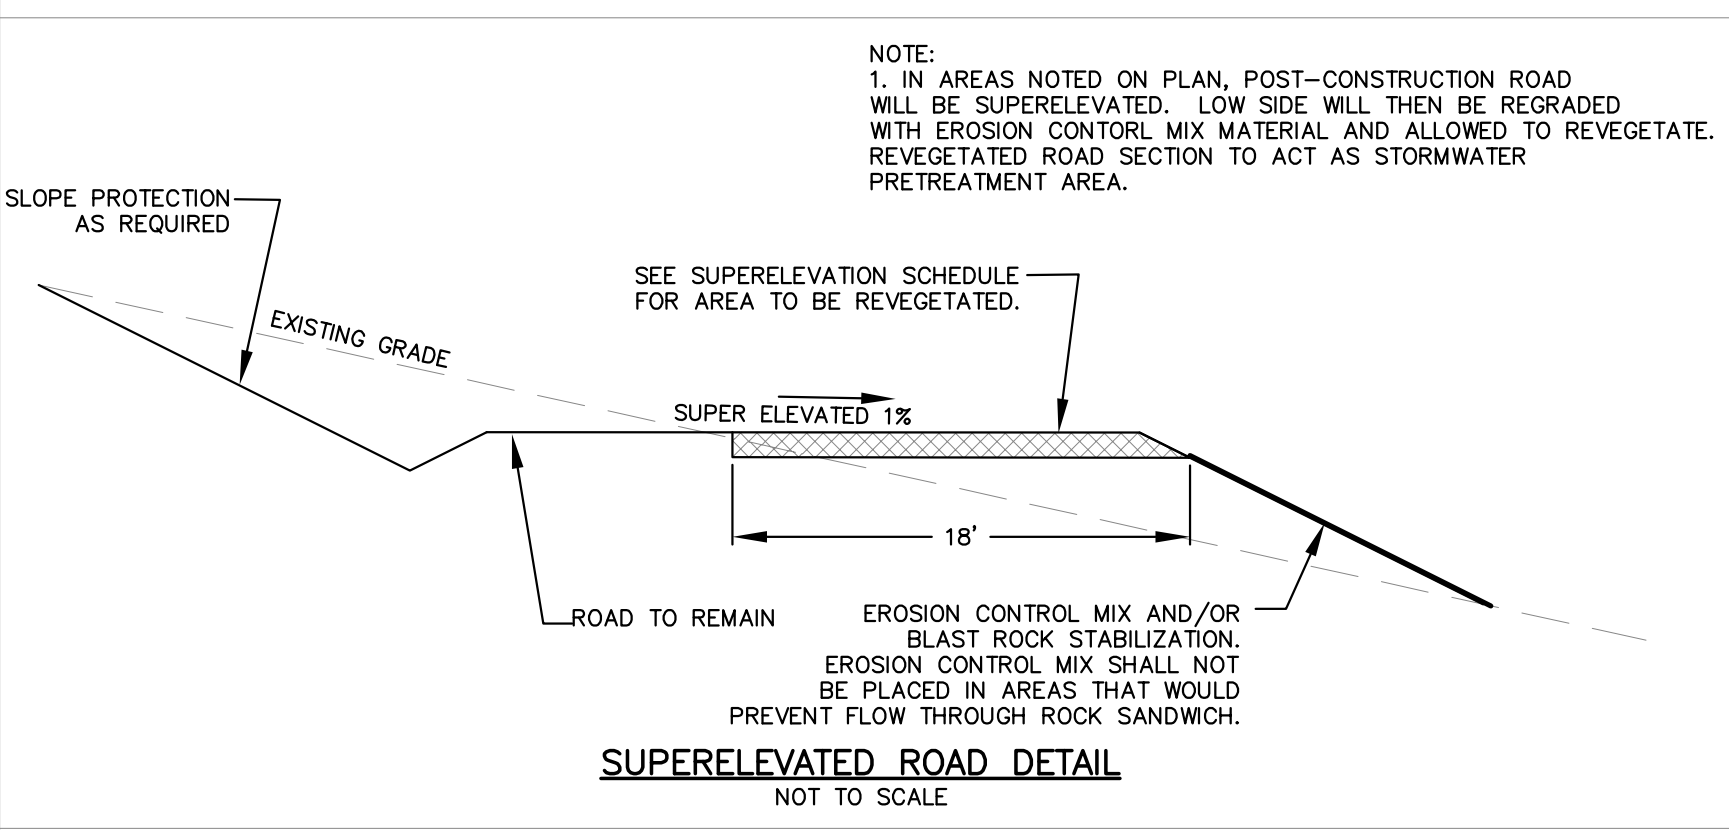 NOTE:
1. IN AREAS NOTED ON PLAN, POST-CONSTRUCTION ROAD
WILL BE SUPERELEVATED. LOW SIDE WILL THEN BE REGRADED
WITH EROSION CONTORL MIX MATERIAL AND ALLOWED TO REVEGETATE.
REVEGETATED ROAD SECTION TO ACT AS STORMWATER
PRETREATMENT AREA.
SLOPE PROTECTION
AS REQUIRED
SEE SUPERELEVATION SCHEDULE
FOR AREA TO BE REVEGETATED.
EXISTING GRADE
SUPER ELEVATED 1%
18'
ROAD TO REMAIN
EROSION CONTROL MIX AND/OR
BLAST ROCK STABILIZATION.
EROSION CONTROL MIX SHALL NOT
BE PLACED IN AREAS THAT WOULD
PREVENT FLOW THROUGH ROCK SANDWICH.
SUPERELEVATED ROAD DETAIL
NOT TO SCALE